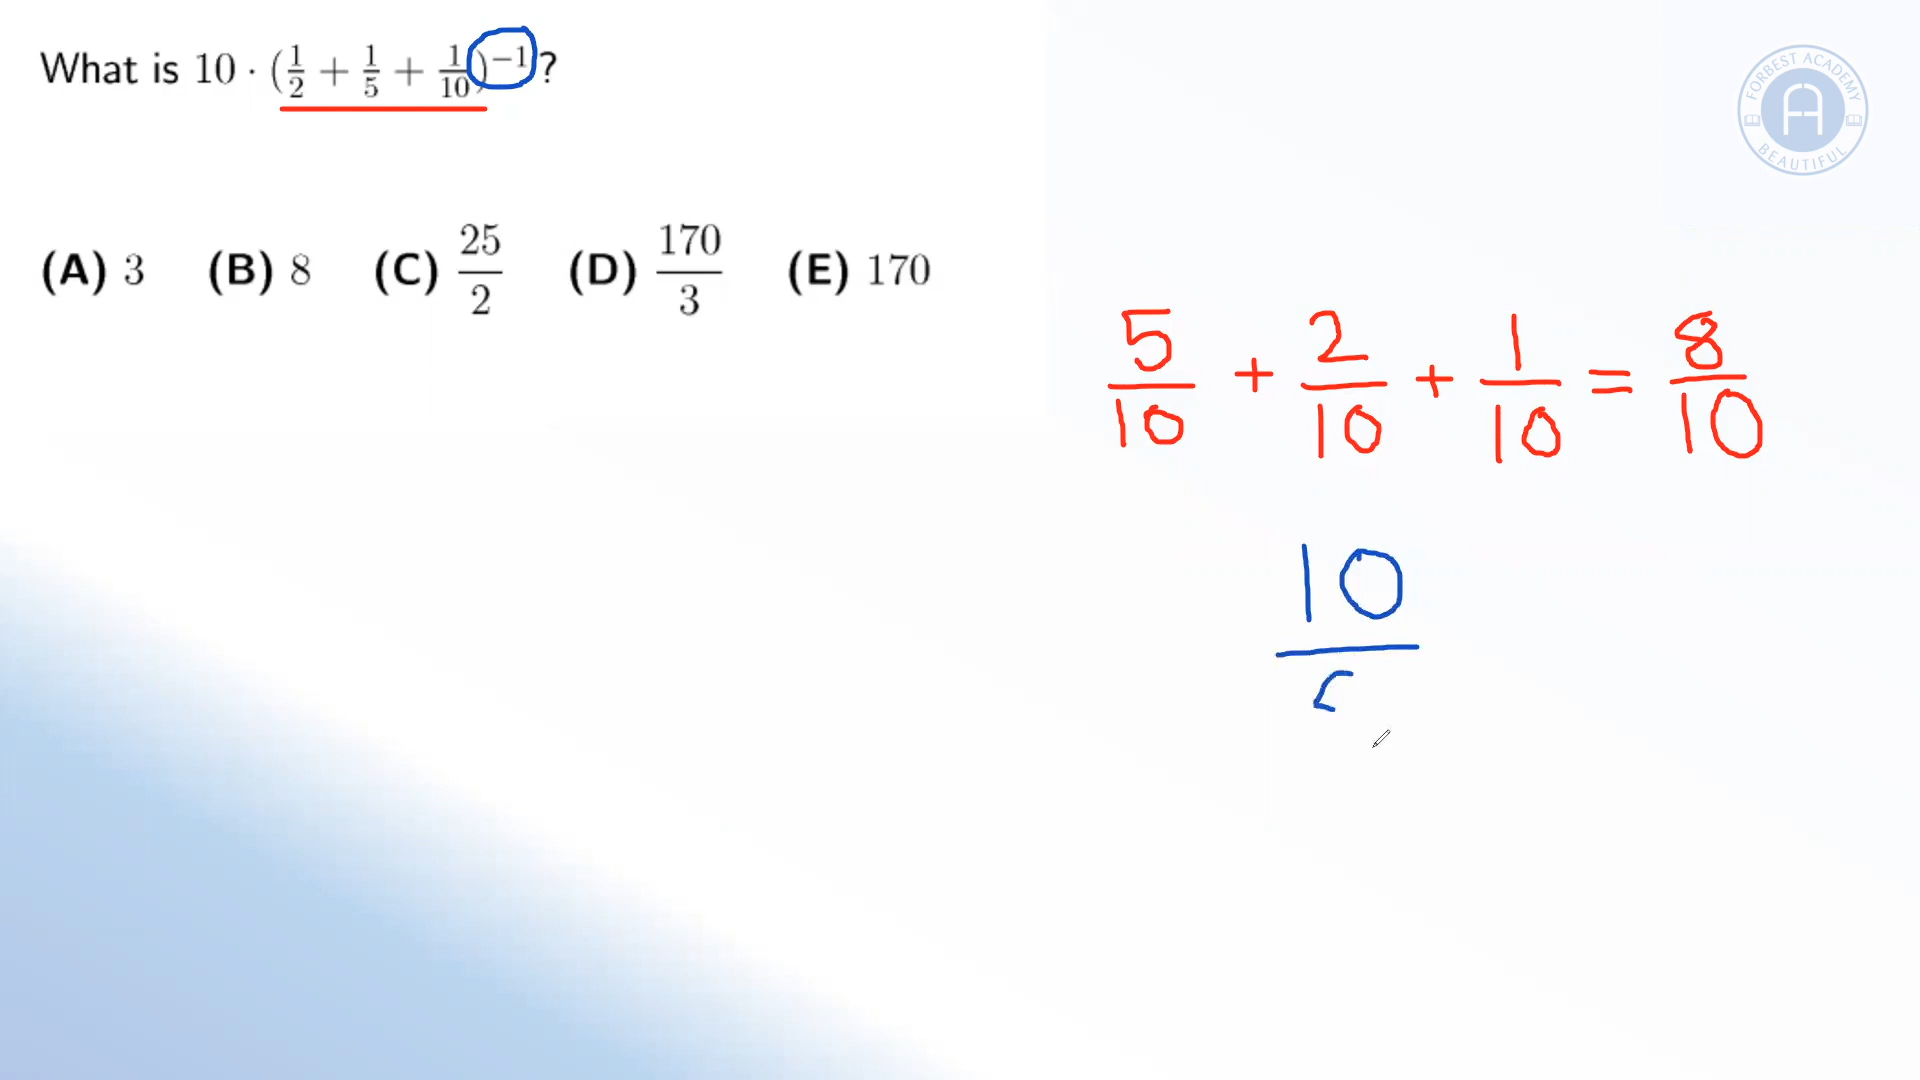 What is 10 · (1/2 + 1/5 + 1/10)^−1?
(A) 3 (B) 8 (C) 25/2 (D) 170/3 (E) 170
5/10 + 2/10 + 1/10 = 8/10
10
FORBEST ACADEMY
A
BEAUTIFUL